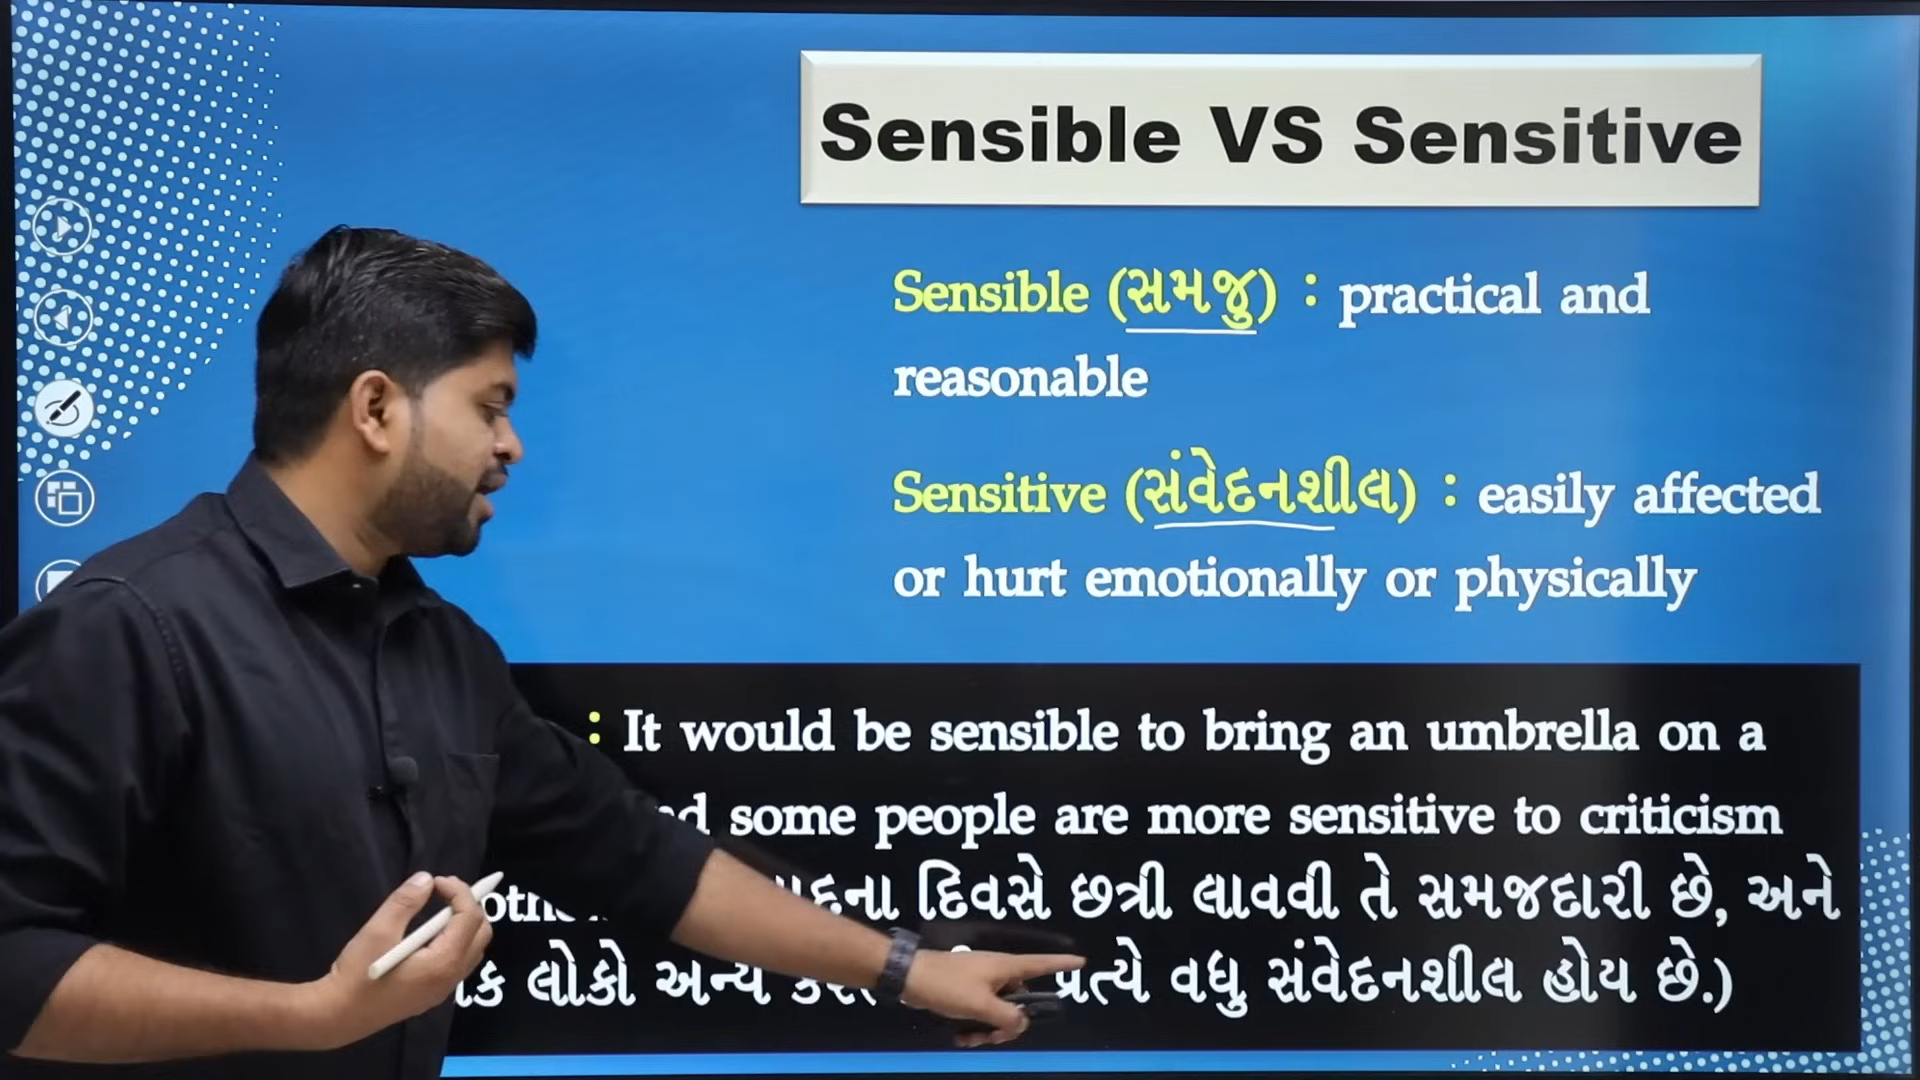 Sensible VS Sensitive
Sensible (સમજુ) : practical and
reasonable
Sensitive (સંવેદનશીલ) : easily affected
or hurt emotionally or physically
: It would be sensible to bring an umbrella on a
some people are more sensitive to criticism
દિવસે છત્રી લાવવી તે સમજદારી છે, અને
લોકો અન્ય પ્રત્યે વધુ સંવેદનશીલ હોય છે.)